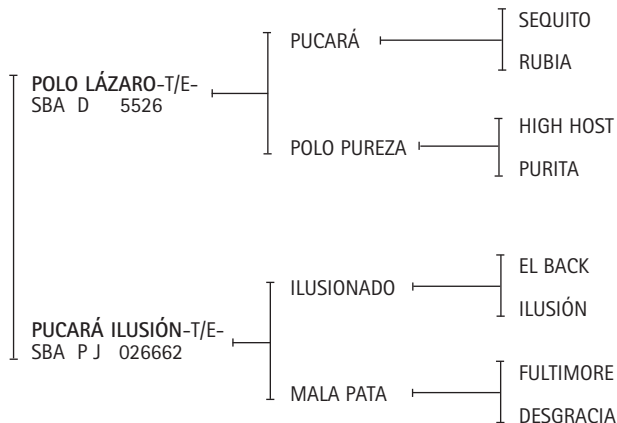 SEQUITO
PUCARÁ
RUBIA
POLO LÁZARO-T/E-
SBA D 5526
HIGH HOST
POLO PUREZA
PURITA
EL BACK
ILUSIONADO
ILUSIÓN
PUCARÁ ILUSIÓN-T/E-
SBA P J 026662
FULTIMORE
MALA PATA
DESGRACIA